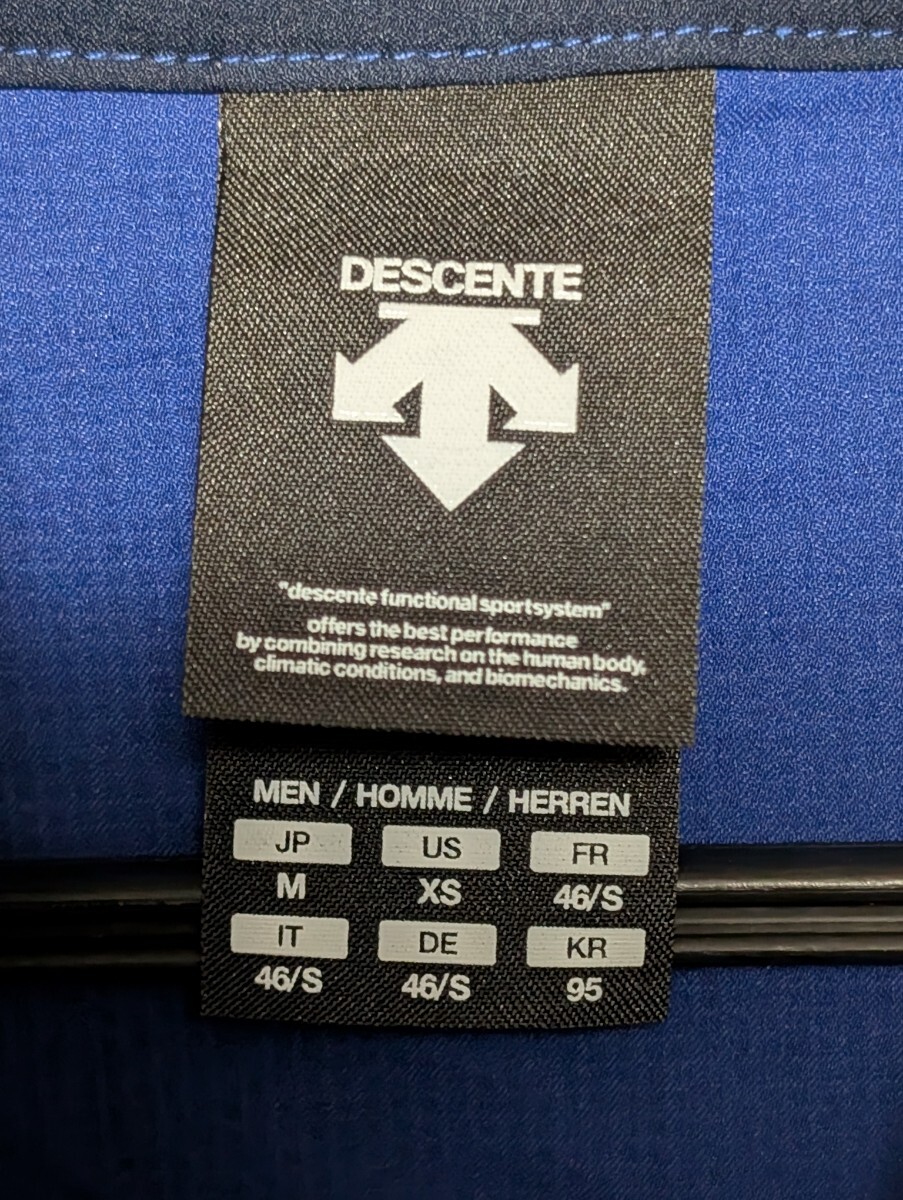 DESCENTE
"descente functional sportsystem"
offers the best performance
by combining research on the human body,
climatic conditions, and biomechanics.
MEN / HOMME / HERREN
JP US FR
M XS 46/S
IT DE KR
46/S 46/S 95